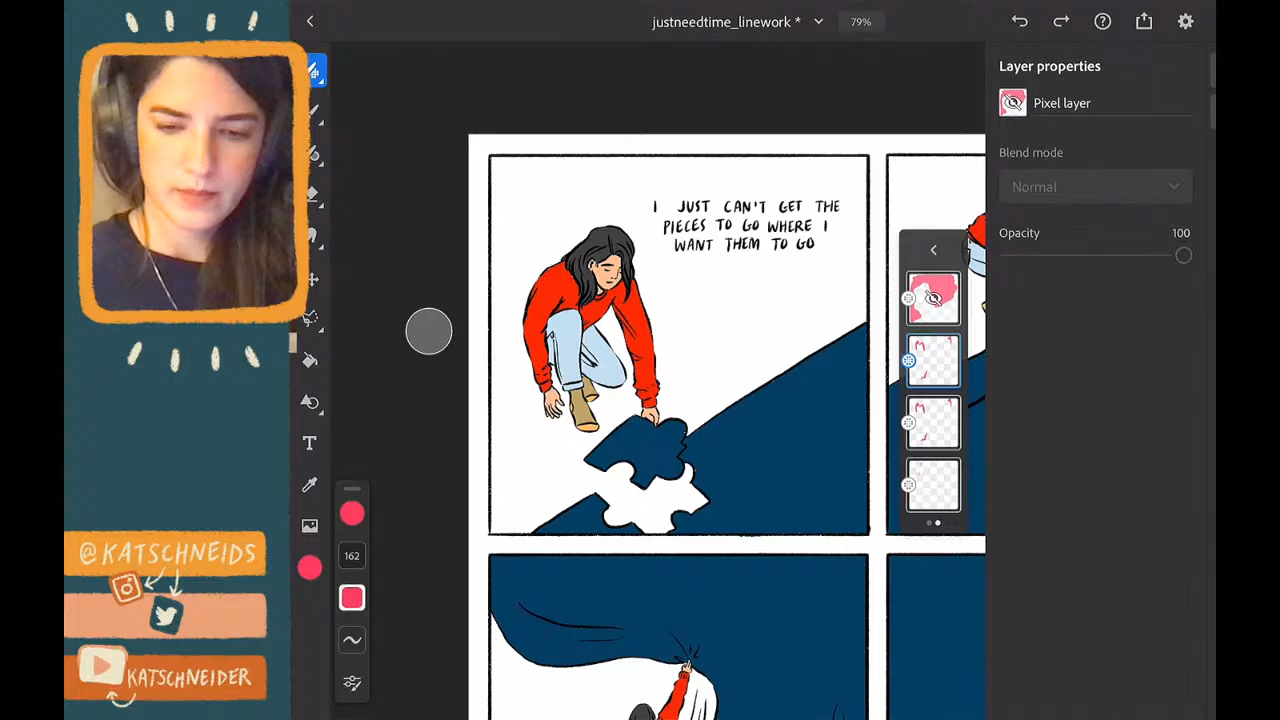 justneedtime_linework *
79%
Layer properties
Pixel layer
Blend mode
Normal
Opacity
100
I JUST CAN'T GET THE
PIECES TO GO WHERE I
WANT THEM TO GO
T
162
@KATSCHNEIDS
KATSCHNEIDER